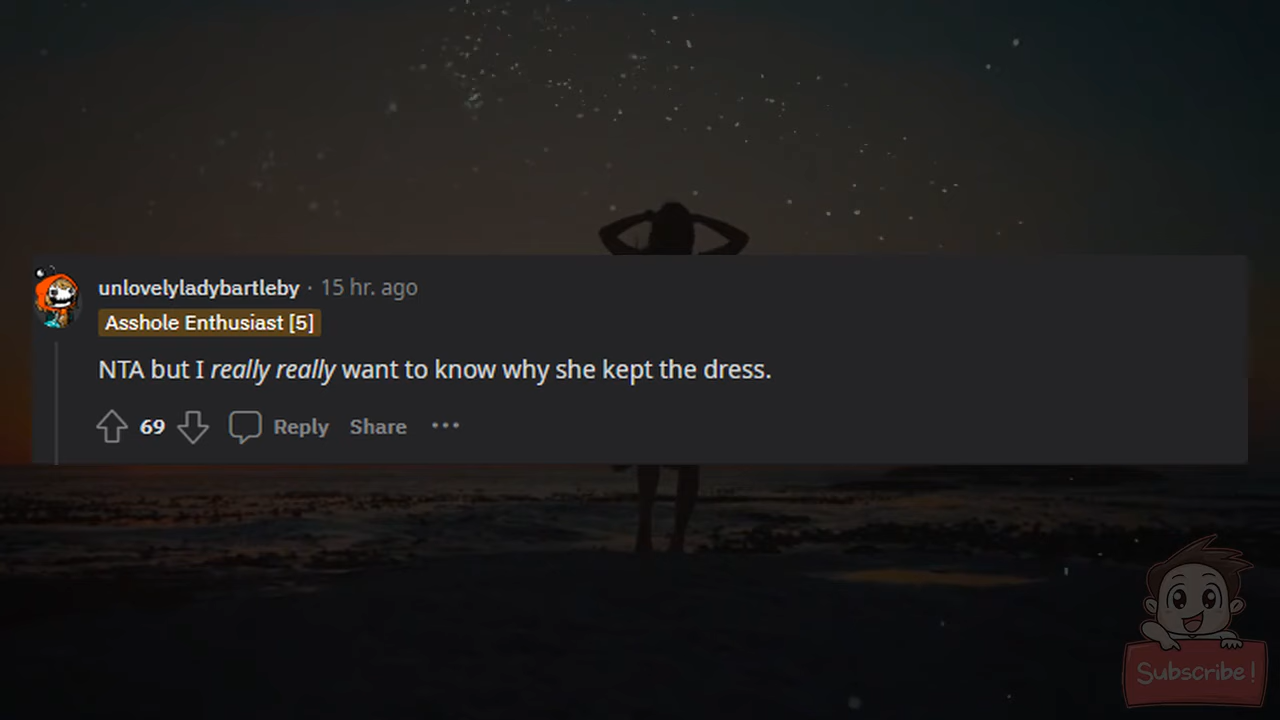 unlovelyladybartleby · 15 hr. ago
Asshole Enthusiast [5]
NTA but I really really want to know why she kept the dress.
69 Reply Share ···
Subscribe!